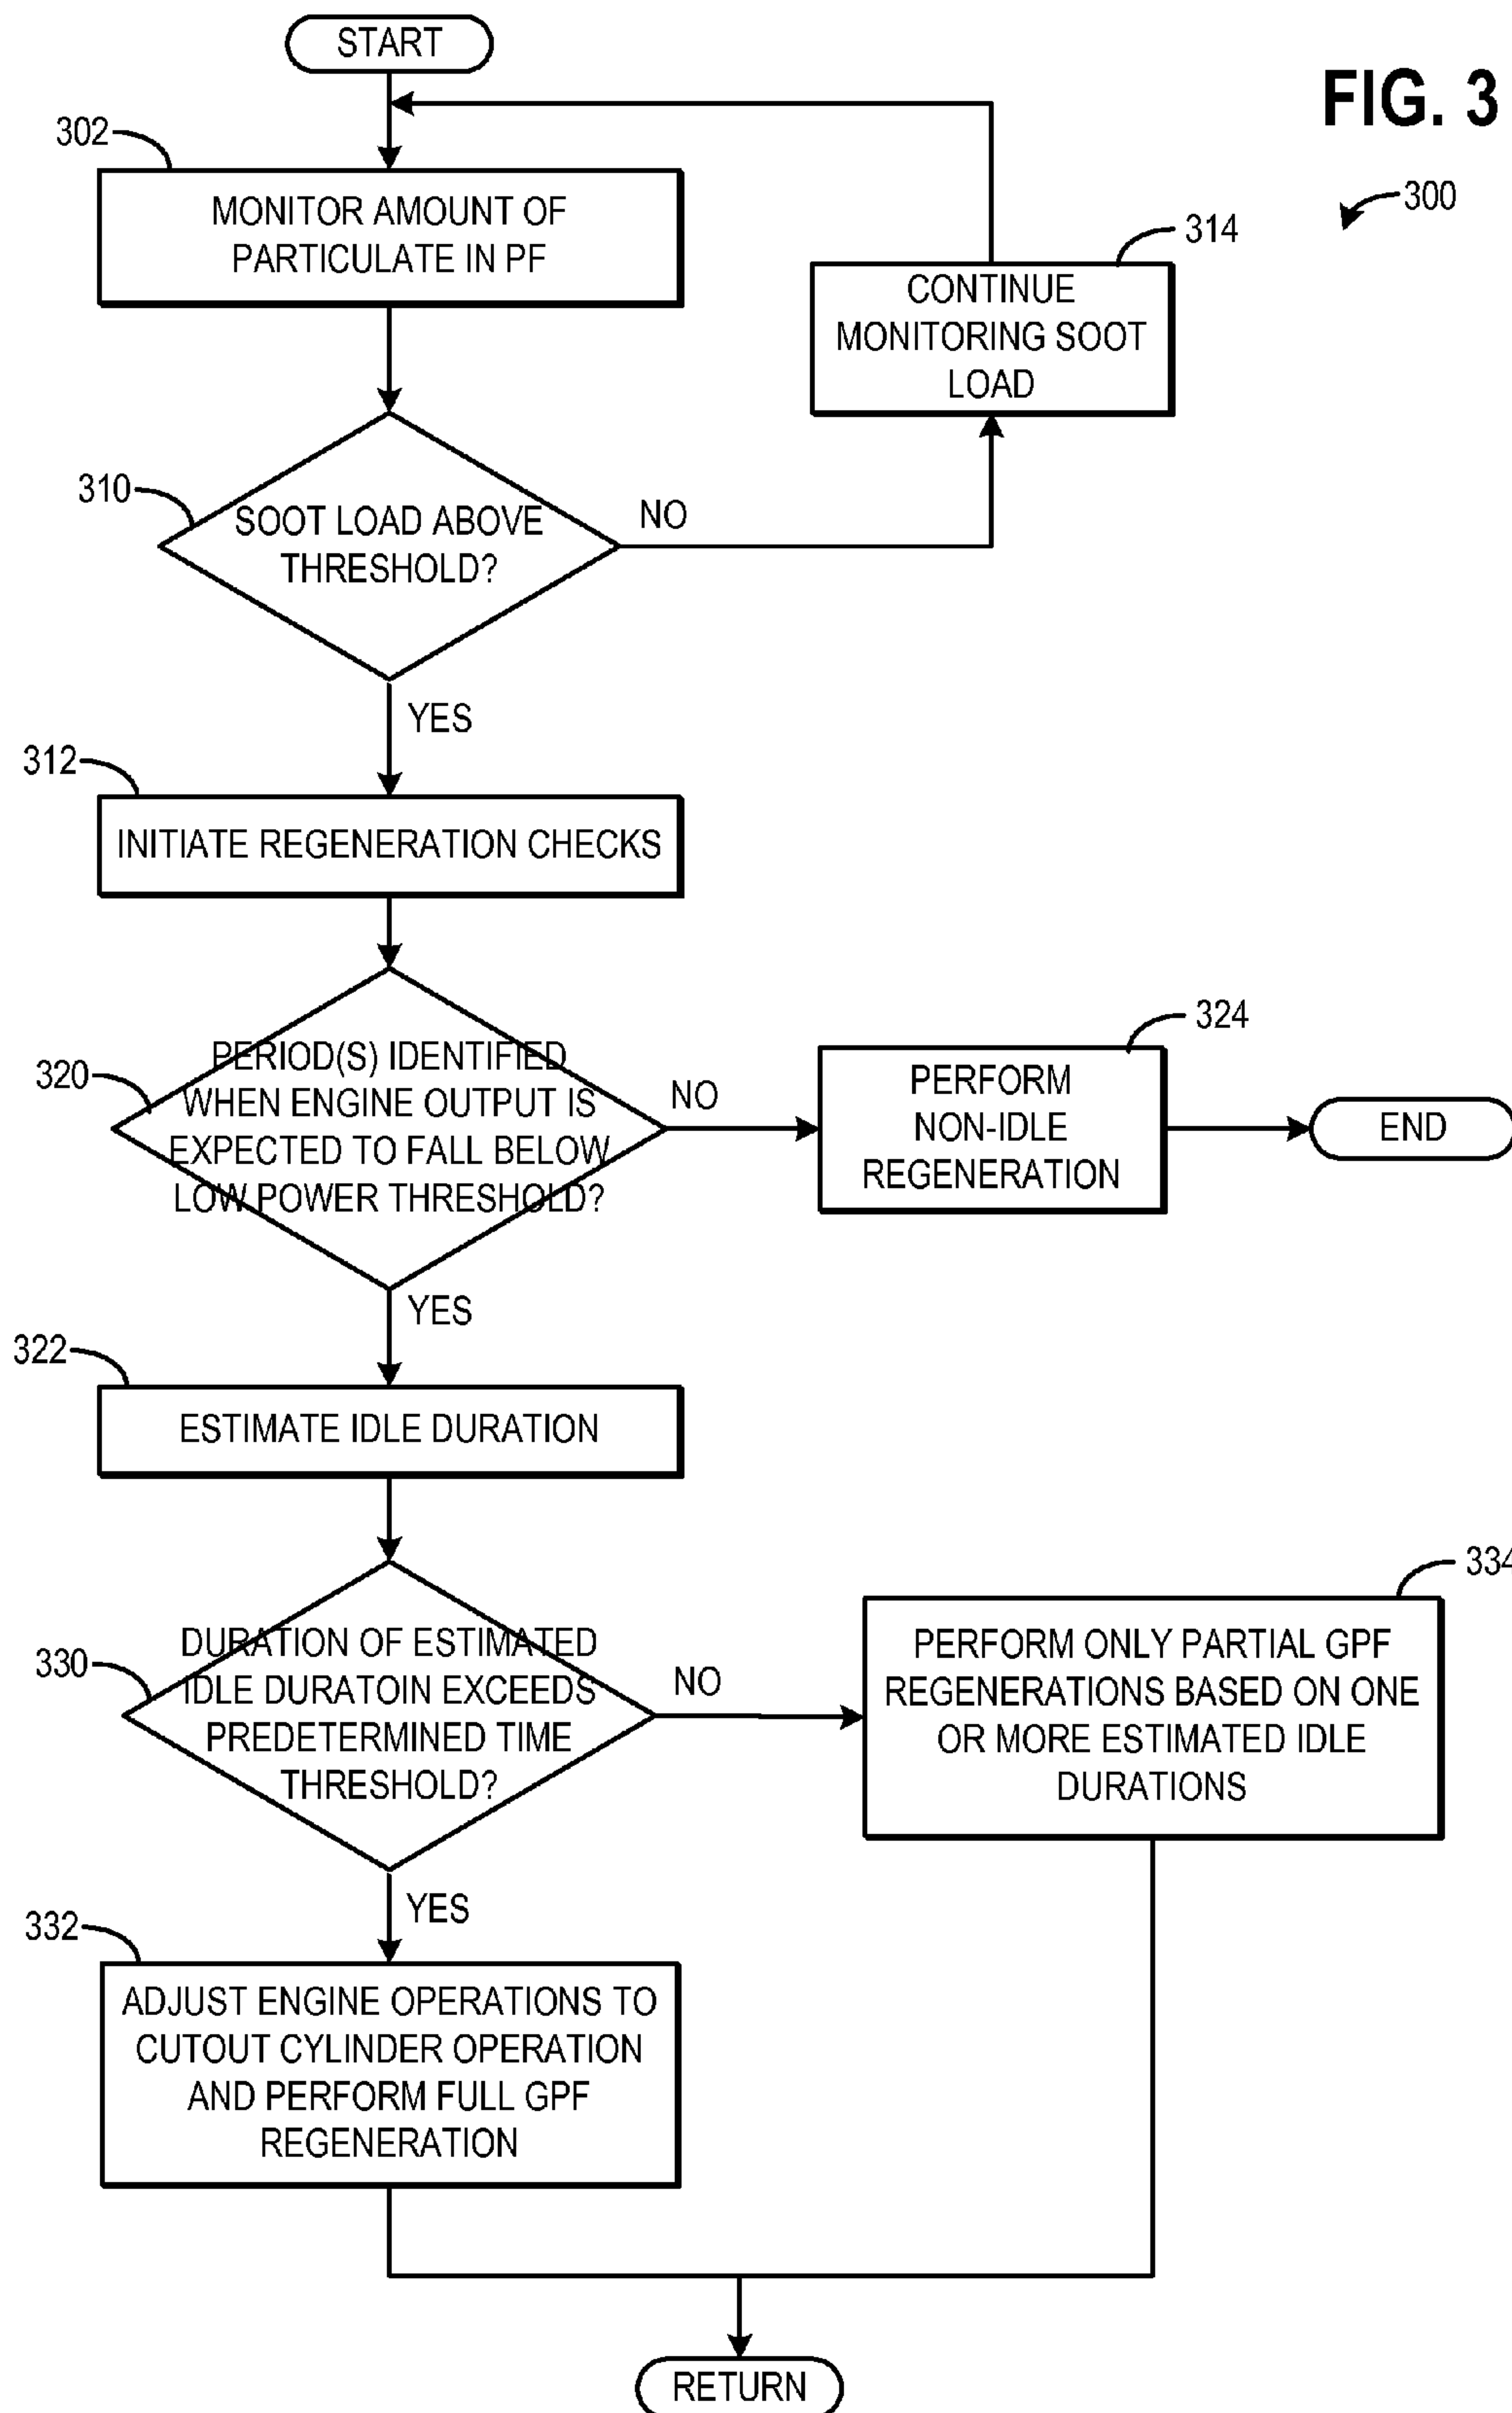 START
FIG. 3
300
302
MONITOR AMOUNT OF
PARTICULATE IN PF
314
CONTINUE
MONITORING SOOT
LOAD
310
SOOT LOAD ABOVE
THRESHOLD?
NO
YES
312
INITIATE REGENERATION CHECKS
320
PERIOD(S) IDENTIFIED
WHEN ENGINE OUTPUT IS
EXPECTED TO FALL BELOW
LOW POWER THRESHOLD?
NO
324
PERFORM
NON-IDLE
REGENERATION
END
YES
322
ESTIMATE IDLE DURATION
330
DURATION OF ESTIMATED
IDLE DURATOIN EXCEEDS
PREDETERMINED TIME
THRESHOLD?
NO
334
PERFORM ONLY PARTIAL GPF
REGENERATIONS BASED ON ONE
OR MORE ESTIMATED IDLE
DURATIONS
YES
332
ADJUST ENGINE OPERATIONS TO
CUTOUT CYLINDER OPERATION
AND PERFORM FULL GPF
REGENERATION
RETURN